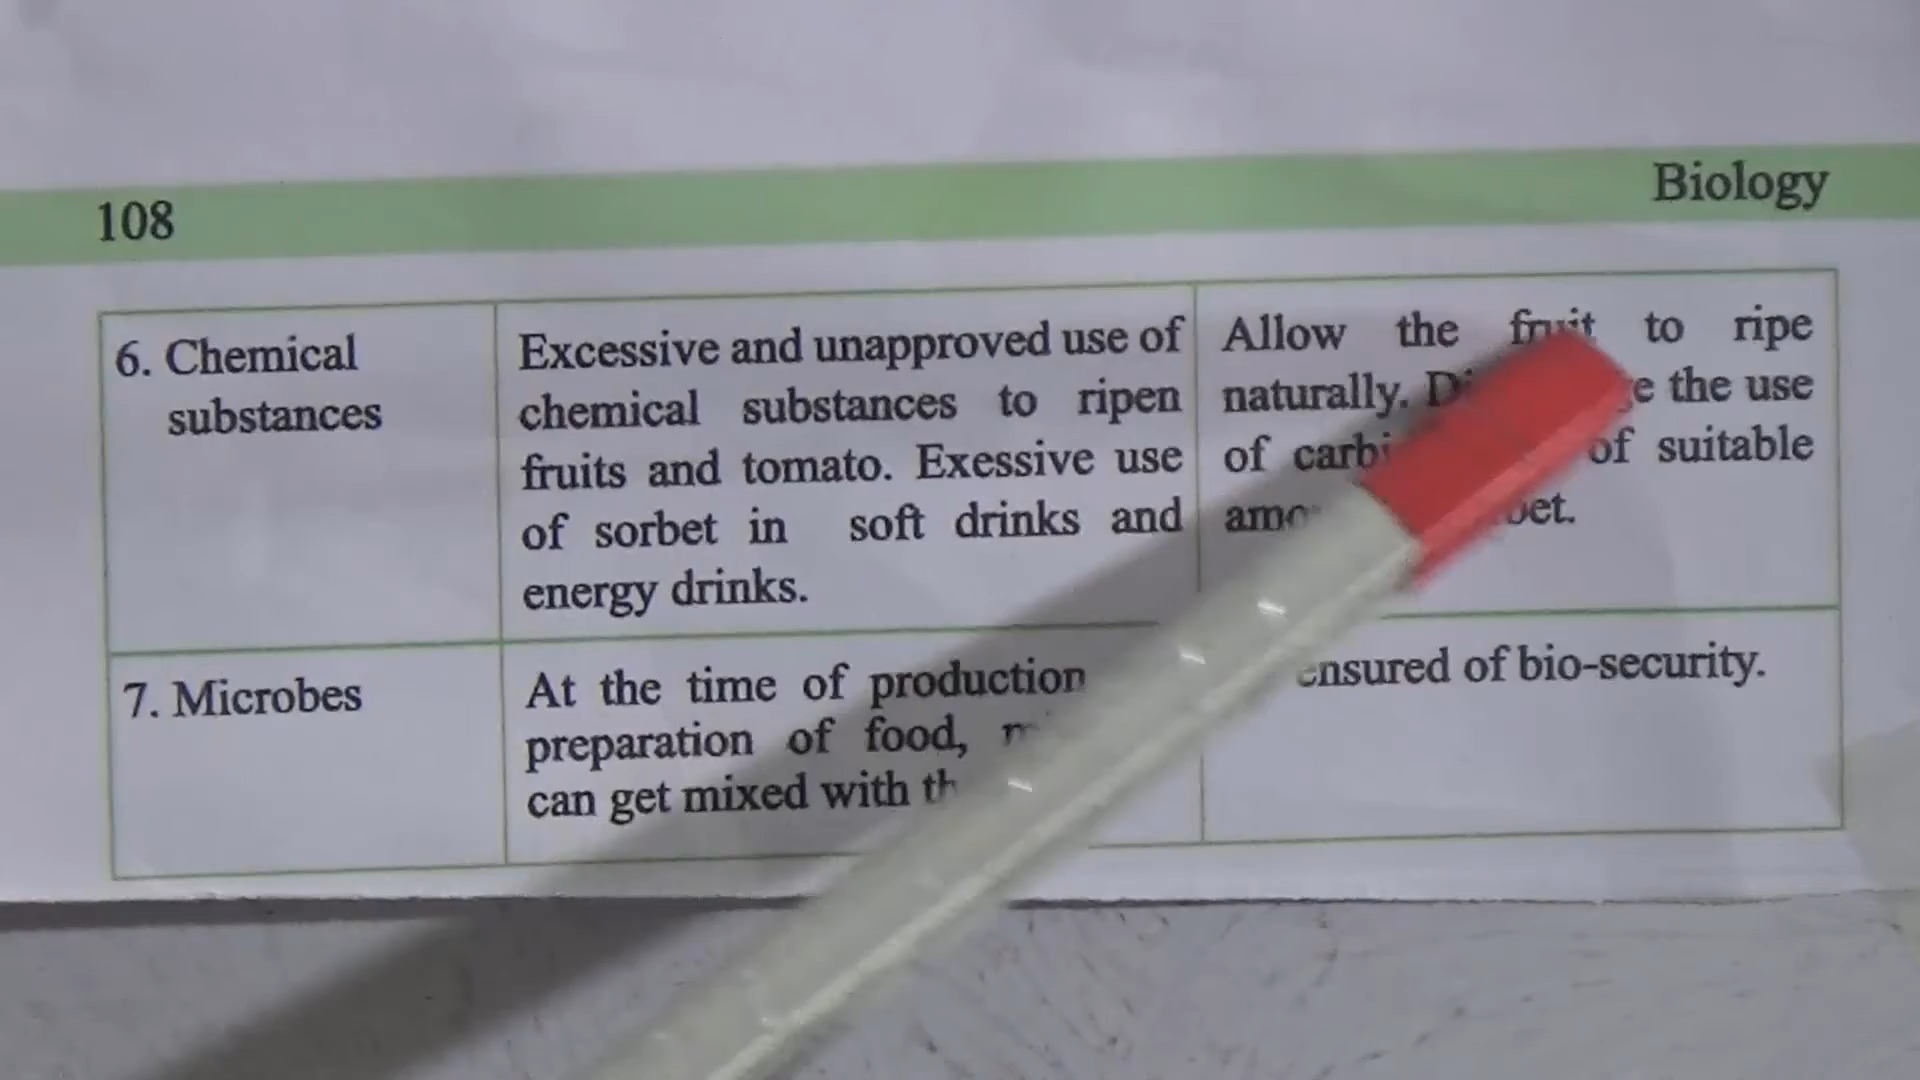 108
Biology
6. Chemical
substances
Excessive and unapproved use of
chemical substances to ripen
fruits and tomato. Exessive use
of sorbet in soft drinks and
energy drinks.
Allow the fruit to ripe
naturally. the use
of of suitable
7. Microbes
At the time of production
preparation of food,
can get mixed with
of bio-security.